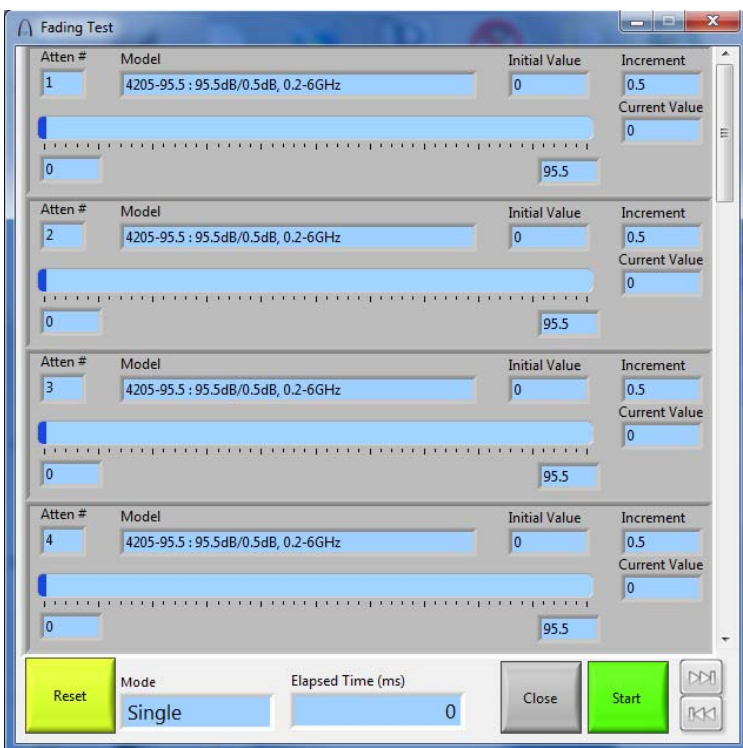 Fading Test
Atten # Model Initial Value Increment
1 4205-95.5 : 95.5dB/0.5dB, 0.2-6GHz 0 0.5
Current Value
0
0 95.5
Atten # Model Initial Value Increment
2 4205-95.5 : 95.5dB/0.5dB, 0.2-6GHz 0 0.5
Current Value
0
0 95.5
Atten # Model Initial Value Increment
3 4205-95.5 : 95.5dB/0.5dB, 0.2-6GHz 0 0.5
Current Value
0
0 95.5
Atten # Model Initial Value Increment
4 4205-95.5 : 95.5dB/0.5dB, 0.2-6GHz 0 0.5
Current Value
0
0 95.5
Reset Mode Elapsed Time (ms) Close Start
Single 0